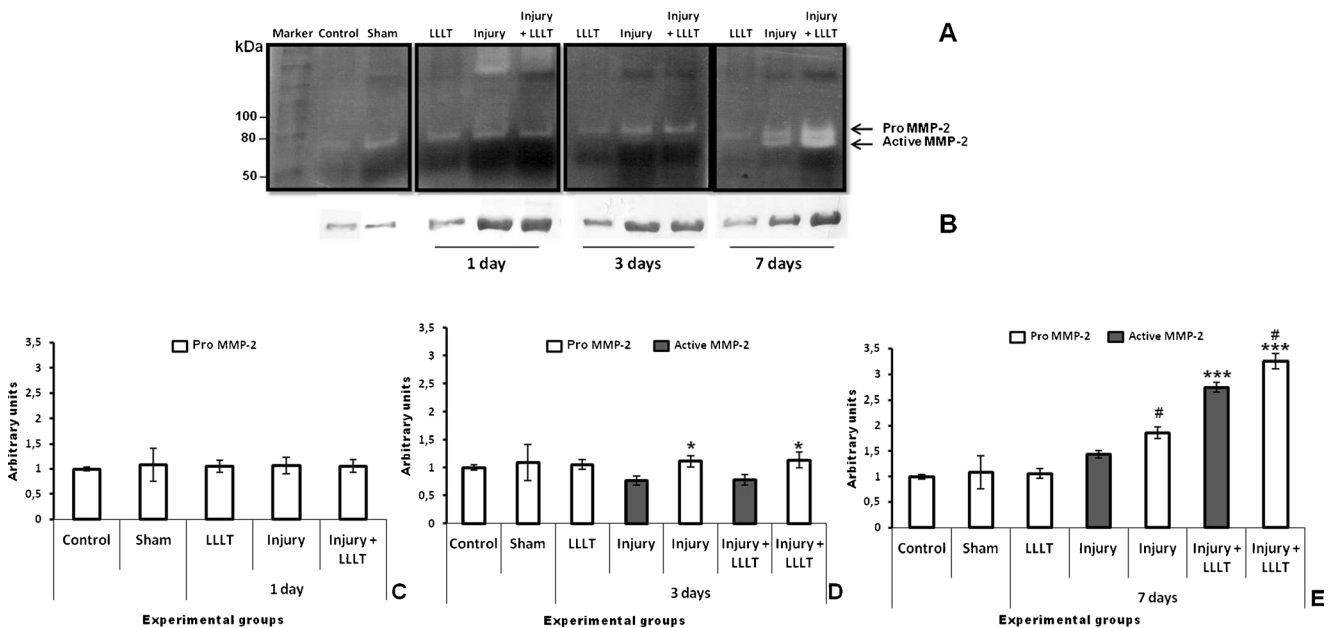 Injury Injury Injury
Marker Control Sham LLLT Injury + LLLT LLLT Injury + LLLT LLLT Injury + LLLT
A
kDa
100
80
50
Pro MMP-2
Active MMP-2
B
1 day 3 days 7 days
Pro MMP-2
3,5
3
2,5
2
1,5
1
0,5
0
Arbitrary units
Control Sham LLLT Injury Injury +
LLLT
1 day
C
Experimental groups
Pro MMP-2 Active MMP-2
3,5
3
2,5
2
1,5
1
0,5
0
Arbitrary units
* *
Control Sham LLLT Injury Injury Injury + Injury +
LLLT LLLT
3 days
D
Experimental groups
Pro MMP-2 Active MMP-2
3,5
3
2,5
2
1,5
1
0,5
0
Arbitrary units
#
*** ***
#
Control Sham LLLT Injury Injury Injury + Injury +
LLLT LLLT
7 days
E
Experimental groups